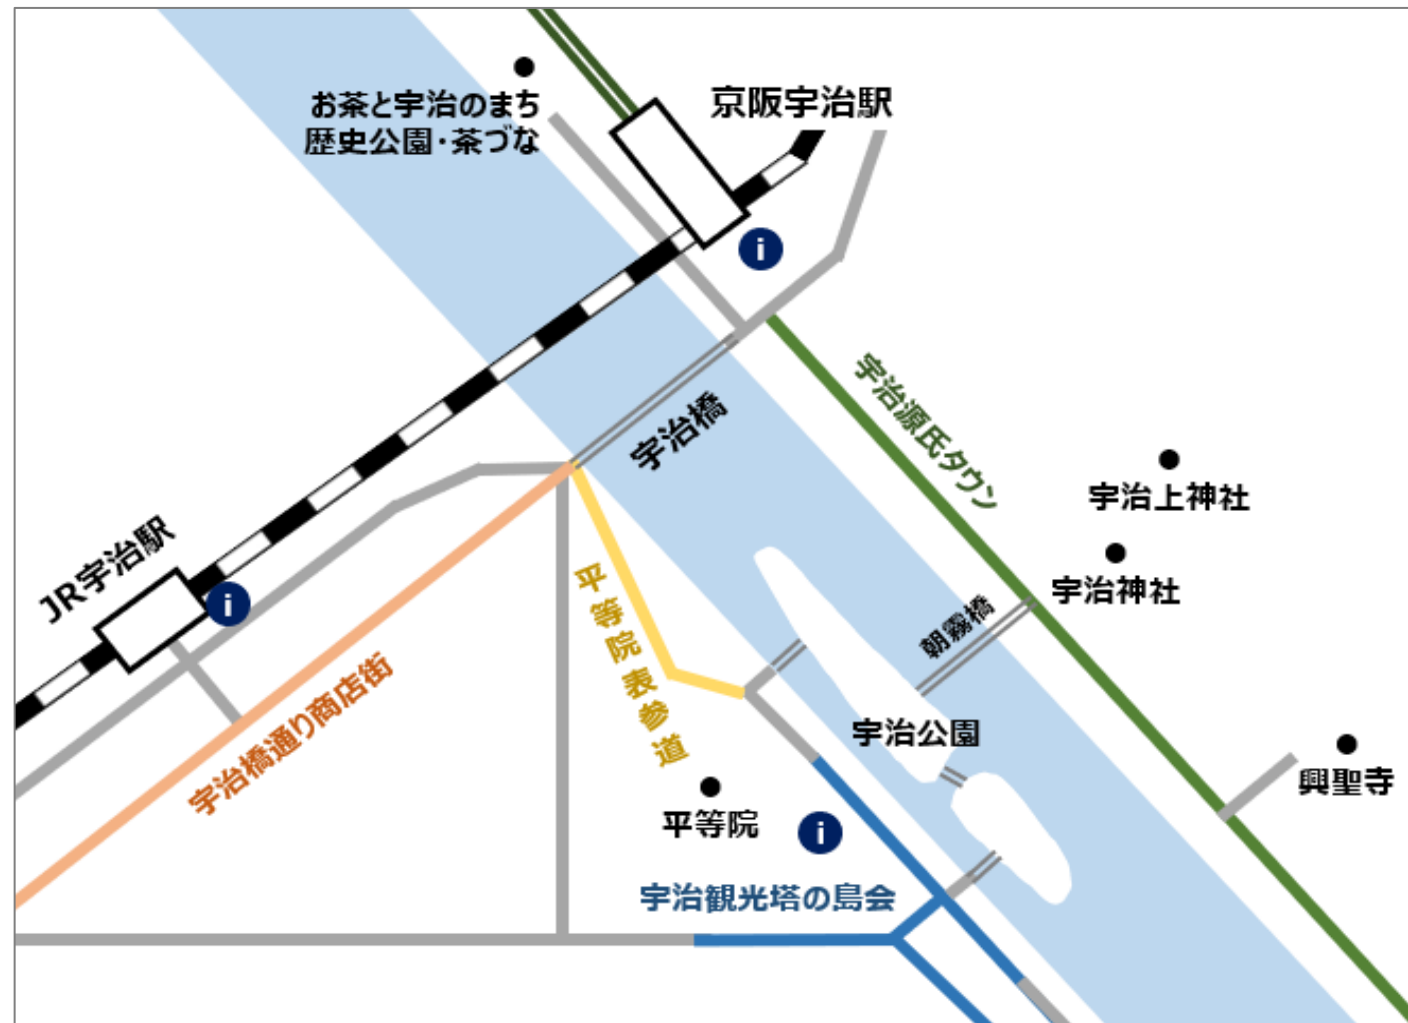 お茶と宇治のまち
歴史公園・茶づな
京阪宇治駅
i
宇治橋
宇治源氏タウン
宇治上神社
宇治神社
朝霧橋
JR宇治駅
i
宇治橋通り商店街
平等院表参道
宇治公園
興聖寺
平等院
i
宇治観光塔の島会